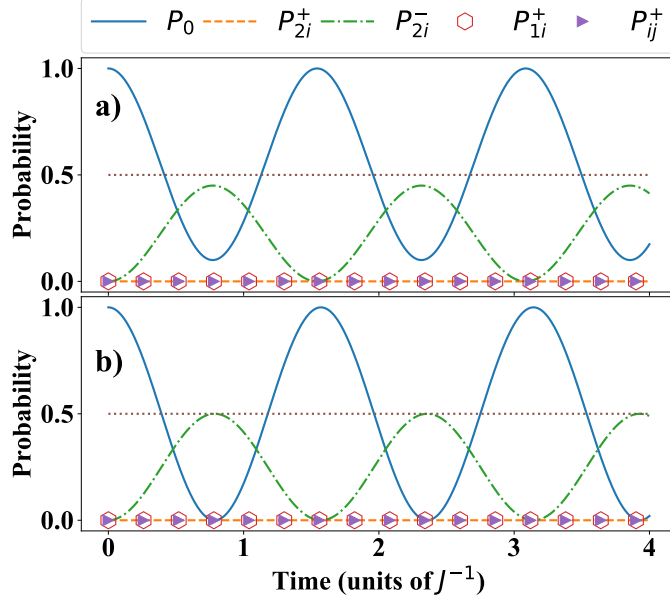 P₀ P₂ᵢ⁺ P₂ᵢ⁻ P₁ᵢ⁺ Pᵢⱼ⁺
1.0
a)
Probability
0.5
0.0
1.0
b)
Probability
0.5
0.0
0 1 2 3 4
Time (units of J⁻¹)